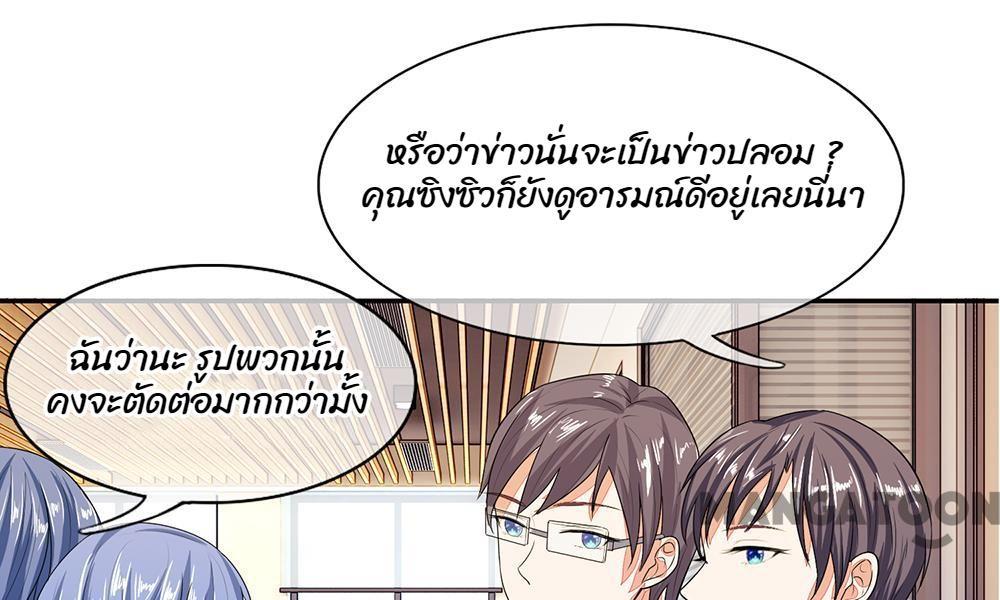 หรือว่าข่าวนั่นจะเป็นข่าวปลอม ?
คุณซิงซิวก็ยังดูอารมณ์ดีอยู่เลยนี่นา
ฉันว่านะ รูปพวกนั้น
คงจะตัดต่อมากกว่ามั้ง
MANGATOON